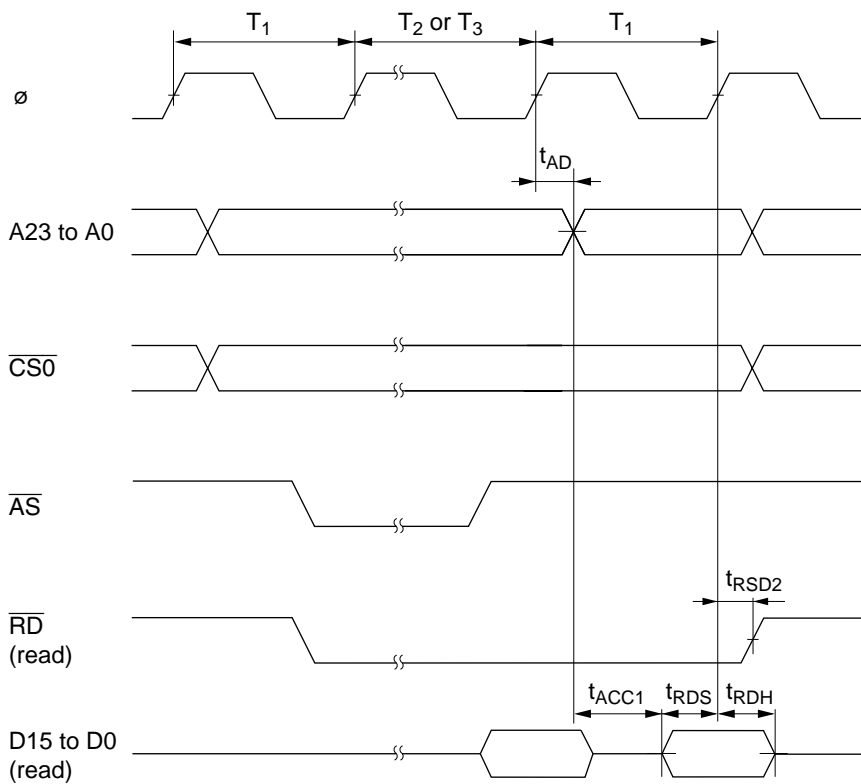 T1 T2 or T3 T1
ø
tAD
A23 to A0
CS0
AS
tRSD2
RD
(read)
tACC1 tRDS tRDH
D15 to D0
(read)